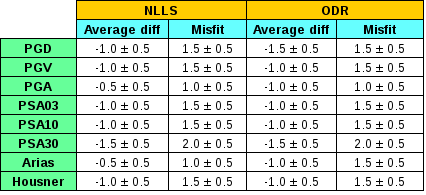 NLLS ODR
Average diff Misfit Average diff Misfit
PGD -1.0 ± 0.5 1.5 ± 0.5 -1.5 ± 0.5 1.5 ± 0.5
PGV -1.0 ± 0.5 1.5 ± 0.5 -1.0 ± 0.5 1.5 ± 0.5
PGA -0.5 ± 0.5 1.0 ± 0.5 -1.0 ± 0.5 1.0 ± 0.5
PSA03 -1.0 ± 0.5 1.5 ± 0.5 -1.0 ± 0.5 1.5 ± 0.5
PSA10 -1.0 ± 0.5 1.5 ± 0.5 -1.0 ± 0.5 1.5 ± 0.5
PSA30 -1.5 ± 0.5 2.0 ± 0.5 -1.5 ± 0.5 2.0 ± 0.5
Arias -0.5 ± 0.5 1.0 ± 0.5 -1.0 ± 0.5 1.5 ± 0.5
Housner -1.0 ± 0.5 1.5 ± 0.5 -1.0 ± 0.5 1.5 ± 0.5